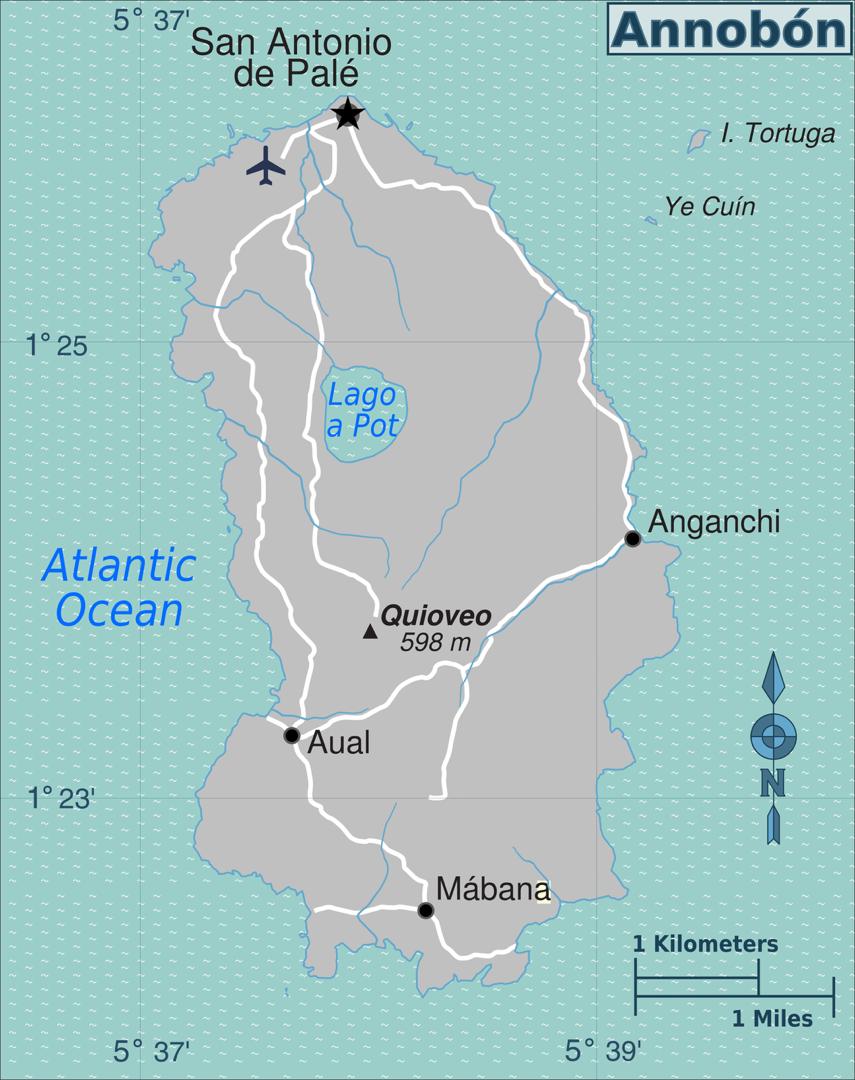 5° 37'
Annobón
San Antonio
de Palé
I. Tortuga
Ye Cuín
1° 25
Lago
a Pot
Anganchi
Atlantic
Ocean
Quioveo
598 m
Aual
N
1° 23'
Mábana
1 Kilometers
1 Miles
5° 37'
5° 39'